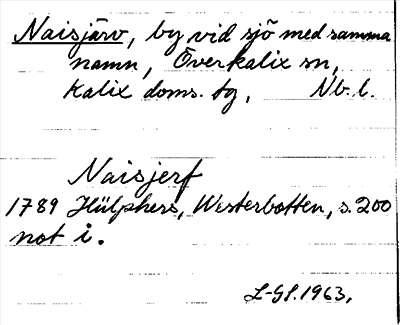 Naisjärv, by vid sjö med samma
namn, Överkalix sn,
Kalix doms. tg, Nb. l.
Naisjerf
1789 Hülphers, Westerbotten, s. 200
not i.
L-Gl. 1963,